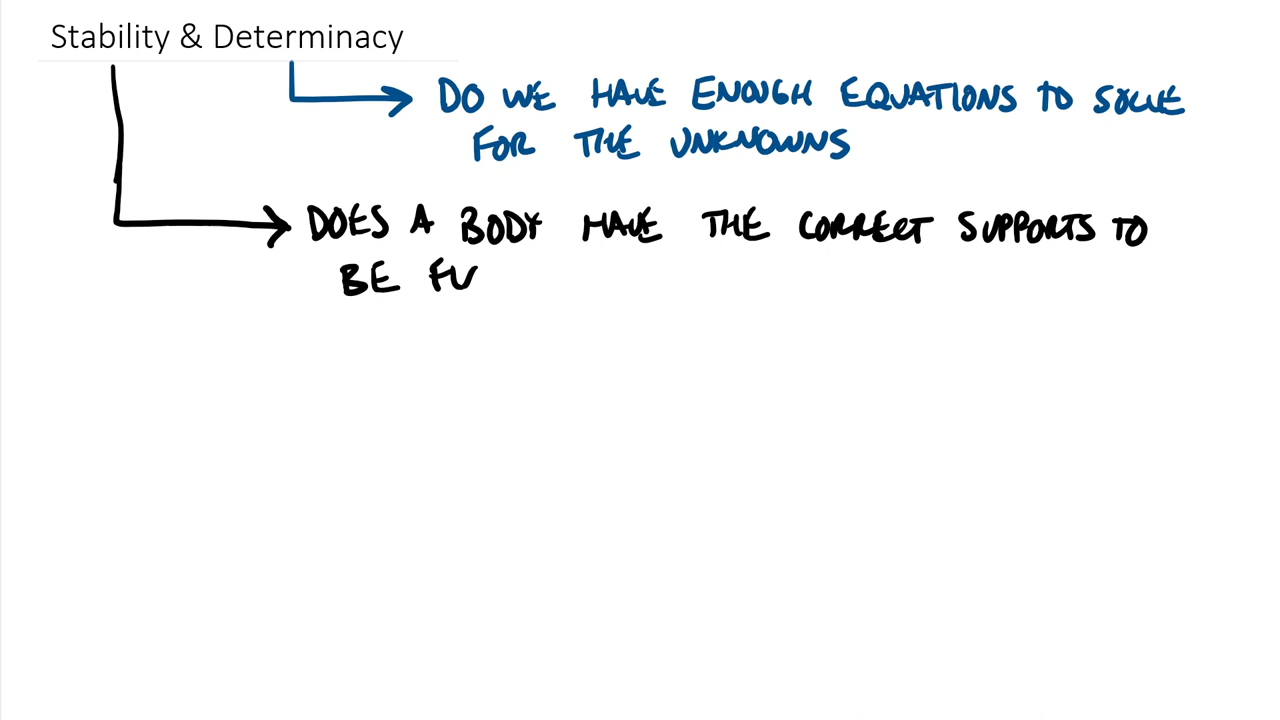 Stability & Determinacy
DO WE HAVE ENOUGH EQUATIONS TO SOLVE
FOR THE UNKNOWNS
DOES A BODY HAVE THE CORRECT SUPPORTS TO
BE FU